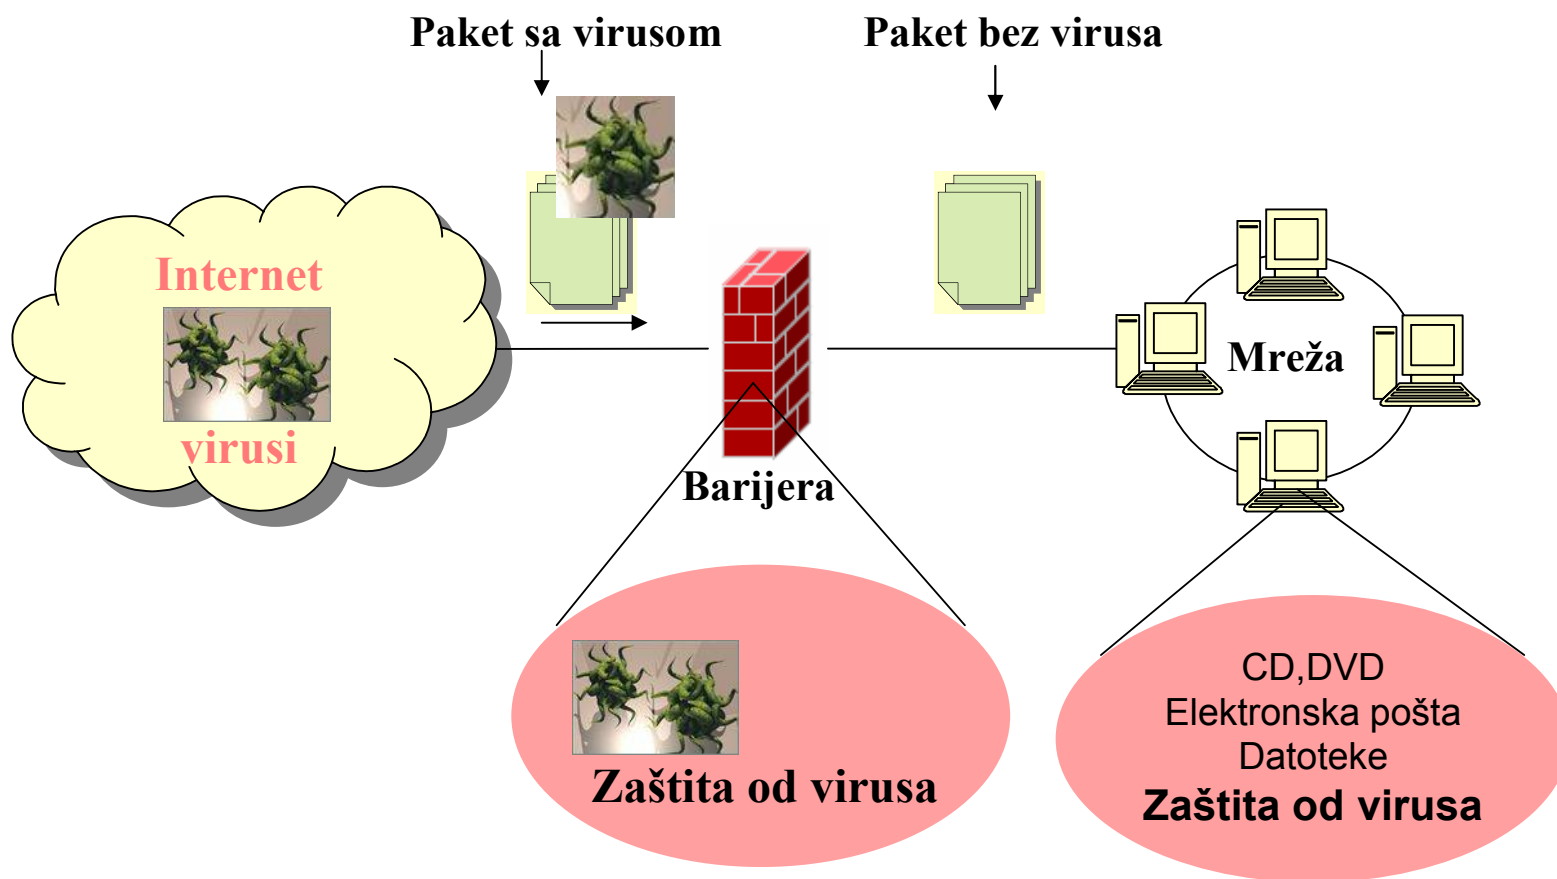 Paket sa virusom
Paket bez virusa
Internet
virusi
Barijera
Mreža
Zaštita od virusa
CD,DVD
Elektronska pošta
Datoteke
Zaštita od virusa